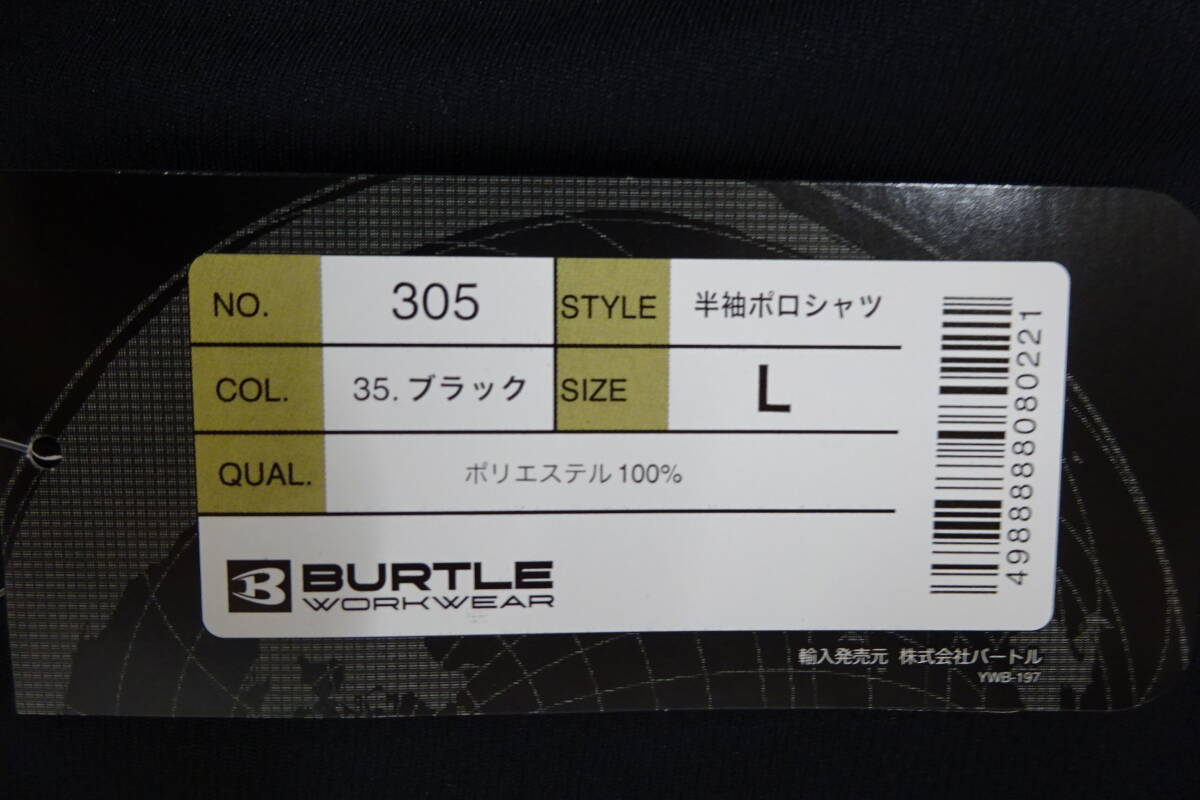 NO. 305 STYLE 半袖ポロシャツ
COL. 35. ブラック SIZE L
QUAL. ポリエステル100%
B BURTLE
WORKWEAR
4988888080221
輸入発売元 株式会社バートル
YWB-197